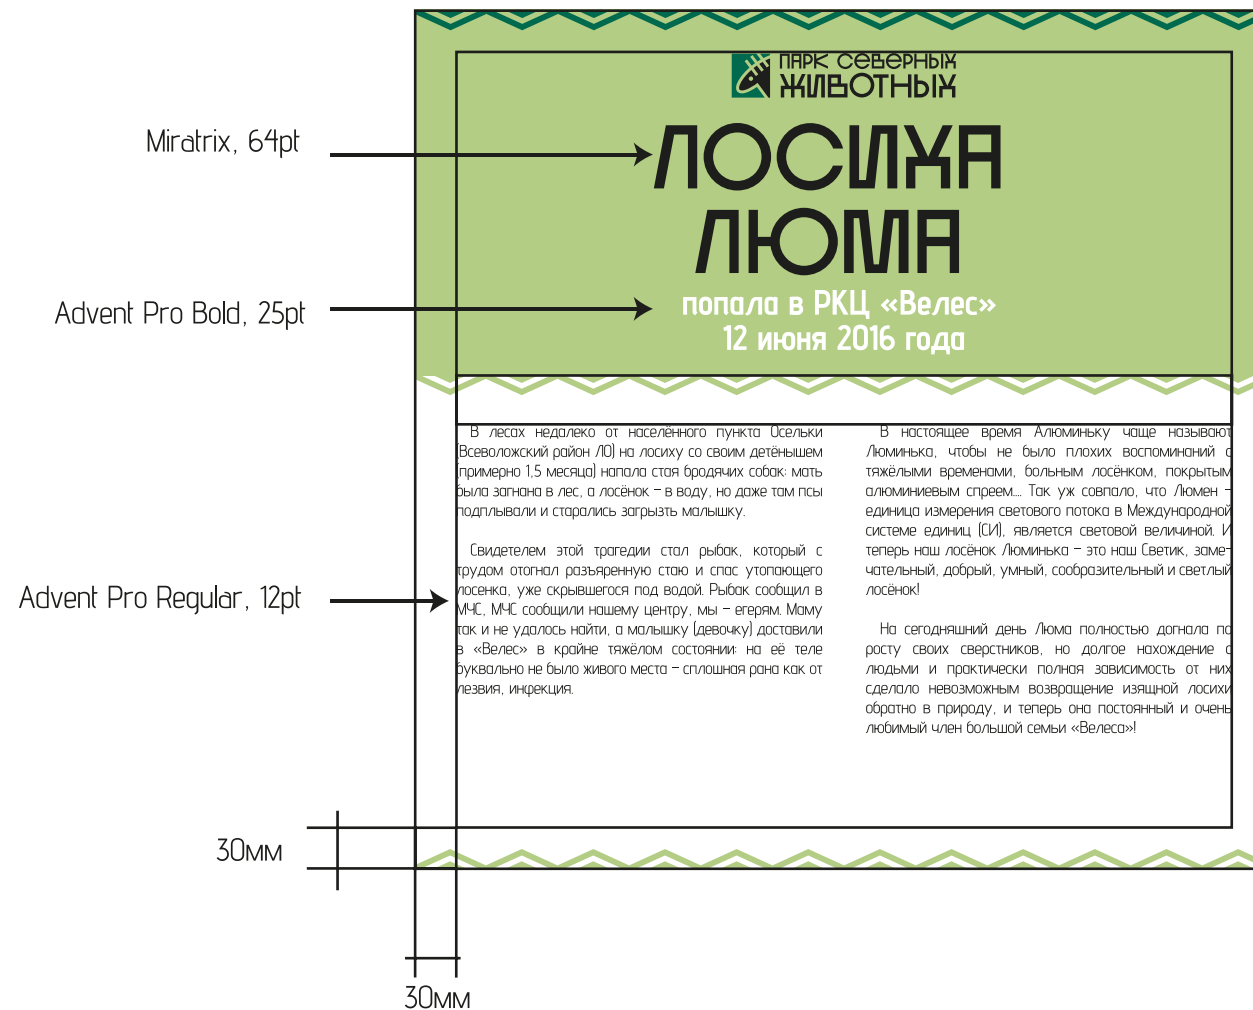 ПАРК СЕВЕРНЫХ
ЖИВОТНЫХ
Miratrix, 64pt
ЛОСИХА
ЛЮМА
Advent Pro Bold, 25pt
попала в РКЦ «Велес»
12 июня 2016 года
В лесах недалеко от населённого пункта Осельки
(Всеволожский район ЛО) на лосиху со своим детёнышем
(примерно 1,5 месяца) напала стая бродячих собак: мать
была загнана в лес, а лосёнок – в воду, но даже там псы
подплывали и старались загрызть малышку.
Свидетелем этой трагедии стал рыбак, который с
трудом отогнал разъяренную стаю и спас утопающего
лосенка, уже скрывшегося под водой. Рыбак сообщил в
МЧС, МЧС сообщили нашему центру, мы – егерям. Маму
так и не удалось найти, а малышку (девочку) доставили
в «Велес» в крайне тяжёлом состоянии: на её теле
буквально не было живого места – сплошная рана как от
лезвия, инфекция.
В настоящее время Алюминьку чаще называют
Люминька, чтобы не было плохих воспоминаний с
тяжёлыми временами, больным лосёнком, покрытым
алюминиевым спреем... Так уж совпало, что Люмен –
единица измерения светового потока в Международной
системе единиц (СИ), является световой величиной. И
теперь наш лосёнок Люминька – это наш Светик, заме-
чательный, добрый, умный, сообразительный и светлый
лосёнок!
На сегодняшний день Люма полностью догнала по
росту своих сверстников, но долгое нахождение с
людьми и практически полная зависимость от них
сделало невозможным возвращение изящной лосихи
обратно в природу, и теперь она постоянный и очень
любимый член большой семьи «Велеса»!
Advent Pro Regular, 12pt
30мм
30мм